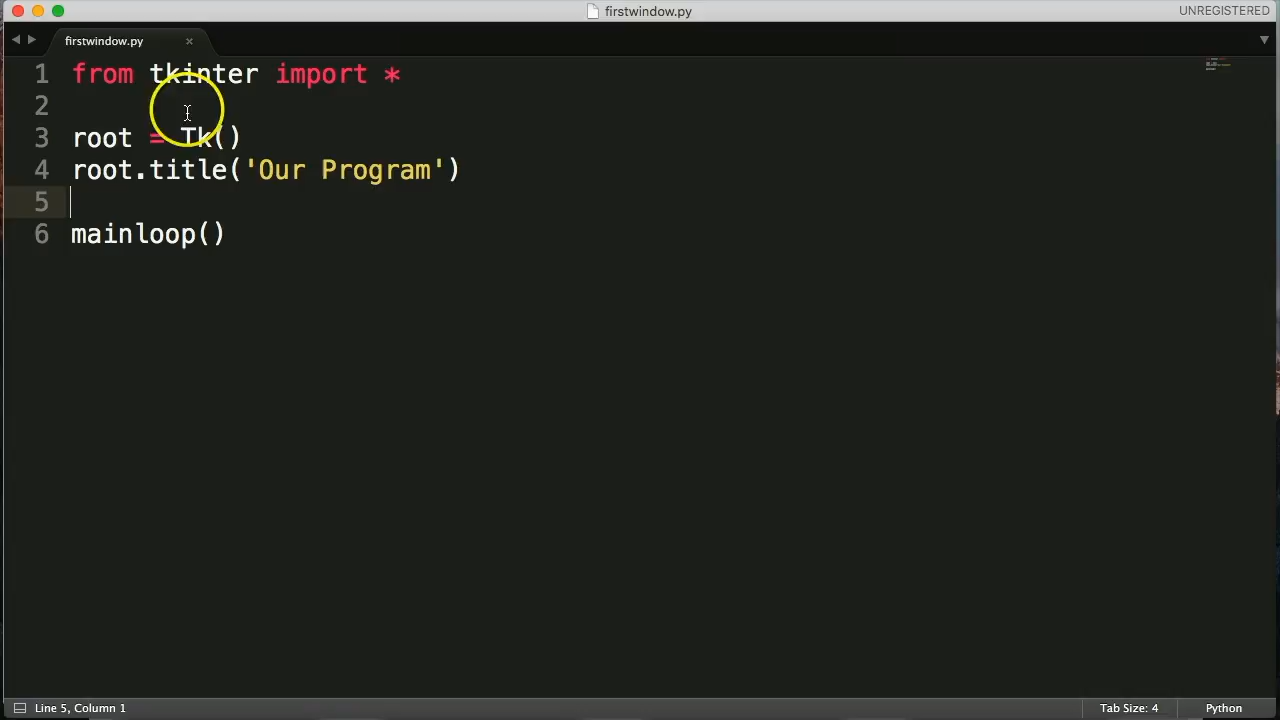 firstwindow.py
UNREGISTERED
firstwindow.py ×
1 from tkinter import *
2
3 root = Tk()
4 root.title('Our Program')
5
6 mainloop()
Line 5, Column 1
Tab Size: 4
Python